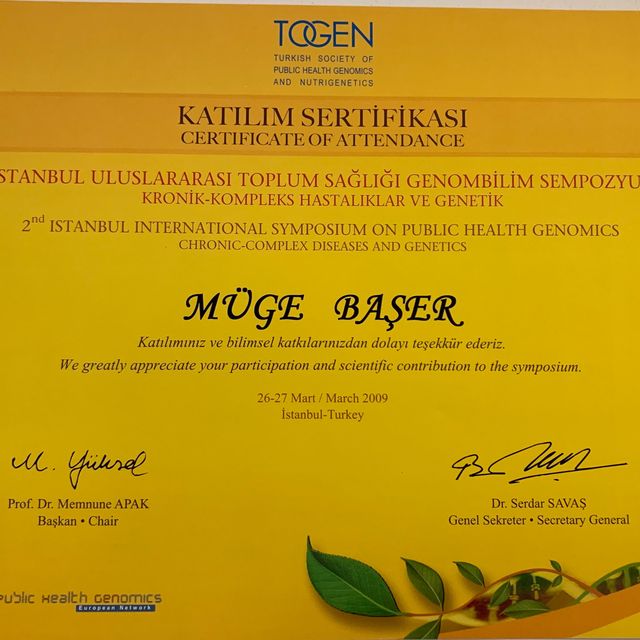 TOGEN
TURKISH SOCIETY OF
PUBLIC HEALTH GENOMICS
AND NUTRIGENETICS
KATILIM SERTİFİKASI
CERTIFICATE OF ATTENDANCE
STANBUL ULUSLARARASI TOPLUM SAĞLIĞI GENOMBİLİM SEMPOZYU
KRONİK-KOMPLEKS HASTALIKLAR VE GENETİK
2nd ISTANBUL INTERNATIONAL SYMPOSIUM ON PUBLIC HEALTH GENOMICS
CHRONIC-COMPLEX DISEASES AND GENETICS
MÜGE BAŞER
Katılımınız ve bilimsel katkılarınızdan dolayı teşekkür ederiz.
We greatly appreciate your participation and scientific contribution to the symposium.
26-27 Mart / March 2009
İstanbul-Turkey
M. Yüksel
Prof. Dr. Memnune APAK
Başkan • Chair
Dr. Serdar SAVAŞ
Genel Sekreter • Secretary General
Public Health Genomics
European Network